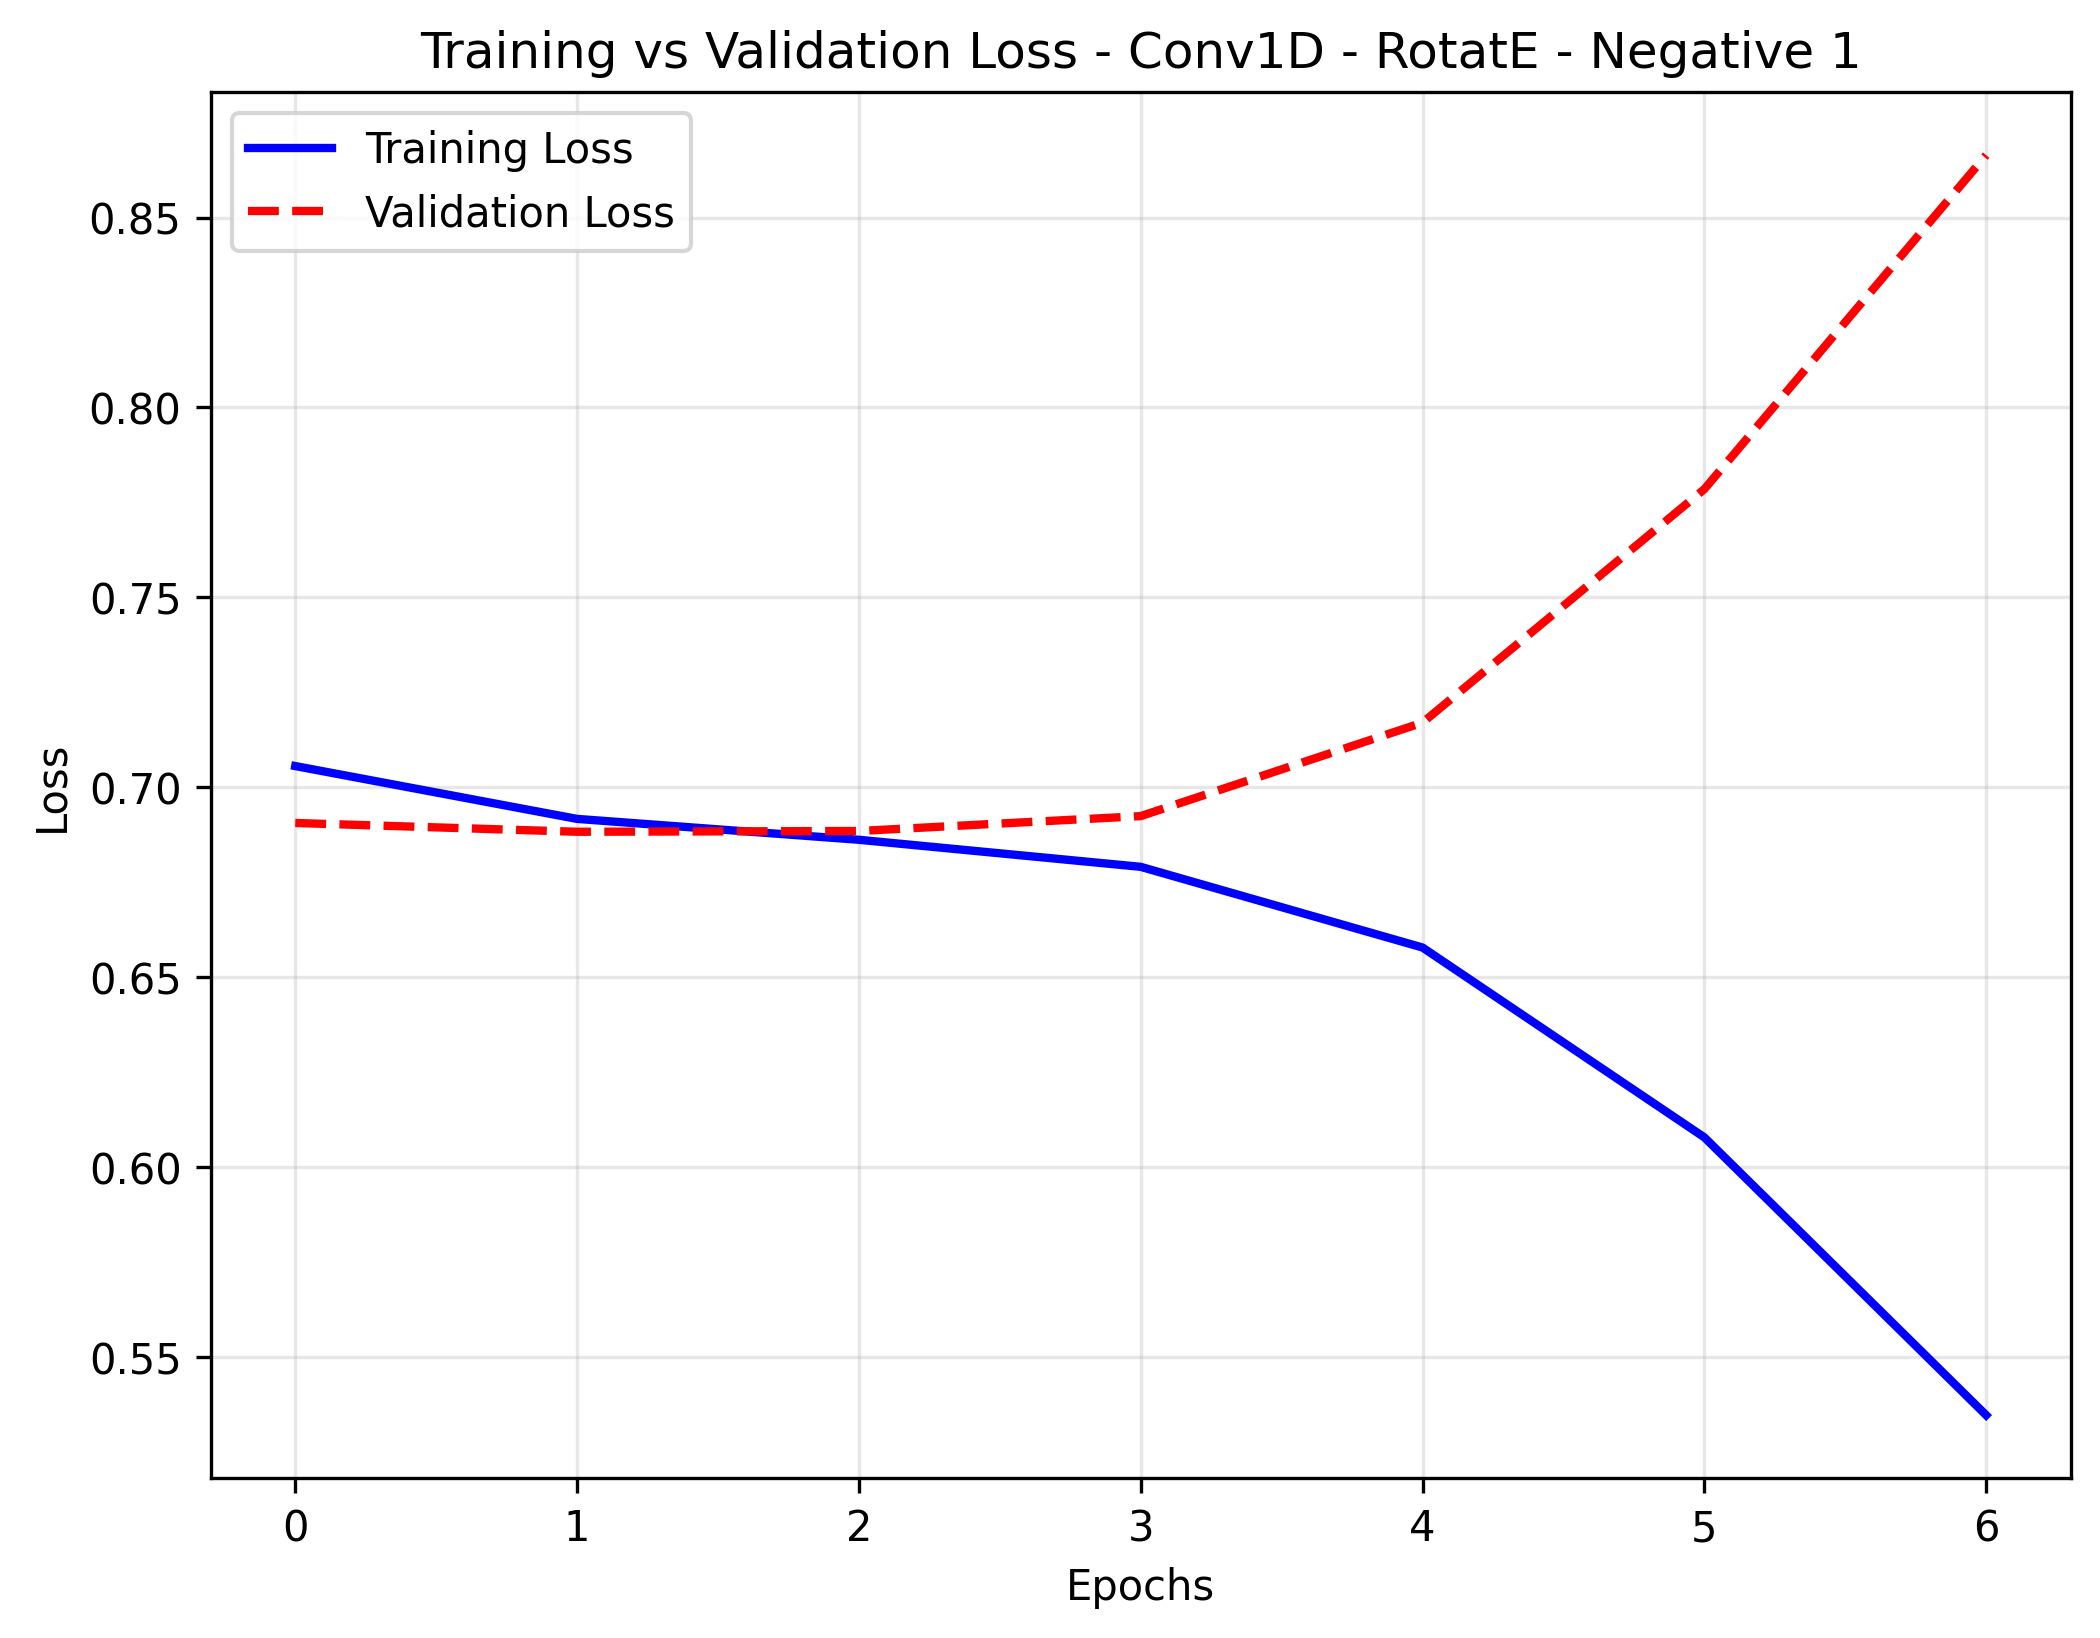 Training vs Validation Loss - Conv1D - RotatE - Negative 1
Training Loss
Validation Loss
0.85
0.80
0.75
0.70
0.65
0.60
0.55
Loss
0 1 2 3 4 5 6
Epochs